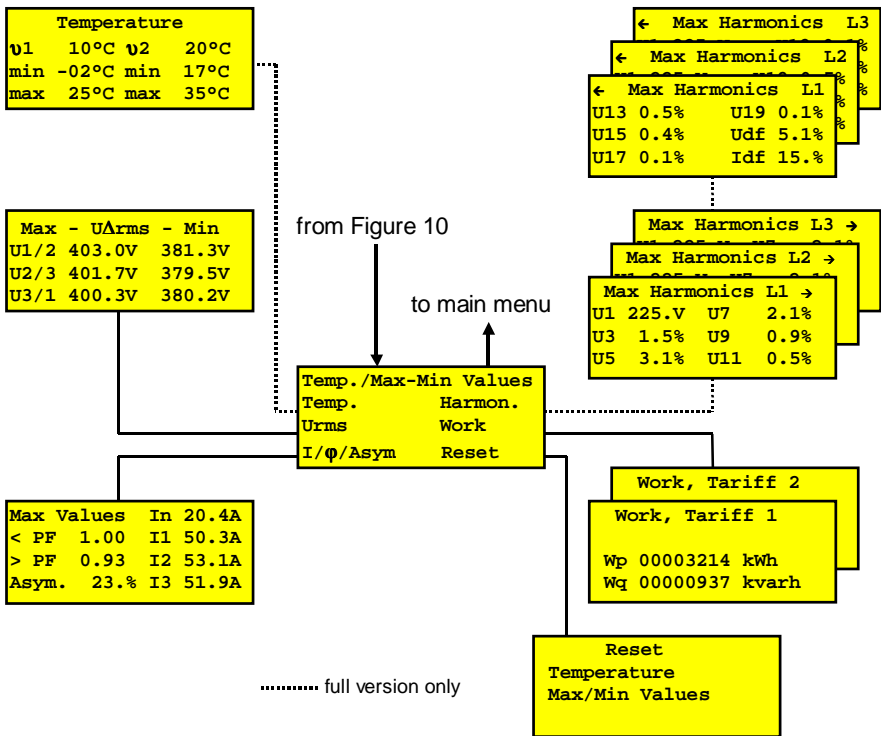 Temperature
υ1 10°C υ2 20°C
min -02°C min 17°C
max 25°C max 35°C
← Max Harmonics L3
← Max Harmonics L2
← Max Harmonics L1
U13 0.5% U19 0.1%
U15 0.4% Udf 5.1%
U17 0.1% Idf 15.%
Max - UΔrms - Min
U1/2 403.0V 381.3V
U2/3 401.7V 379.5V
U3/1 400.3V 380.2V
from Figure 10
to main menu
Max Harmonics L3 →
Max Harmonics L2 →
Max Harmonics L1 →
U1 225.V U7 2.1%
U3 1.5% U9 0.9%
U5 3.1% U11 0.5%
Temp./Max-Min Values
Temp. Harmon.
Urms Work
I/φ/Asym Reset
Max Values In 20.4A
< PF 1.00 I1 50.3A
> PF 0.93 I2 53.1A
Asym. 23.% I3 51.9A
Work, Tariff 2
Work, Tariff 1
Wp 00003214 kWh
Wq 00000937 kvarh
Reset
Temperature
Max/Min Values
full version only